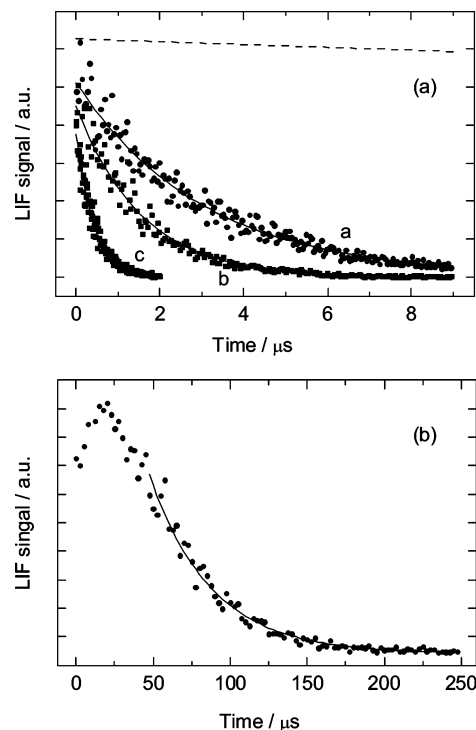 (a)
LIF signal / a.u.
a
b
c
0 2 4 6 8
Time / μs
(b)
LIF singal / a.u.
0 50 100 150 200 250
Time / μs